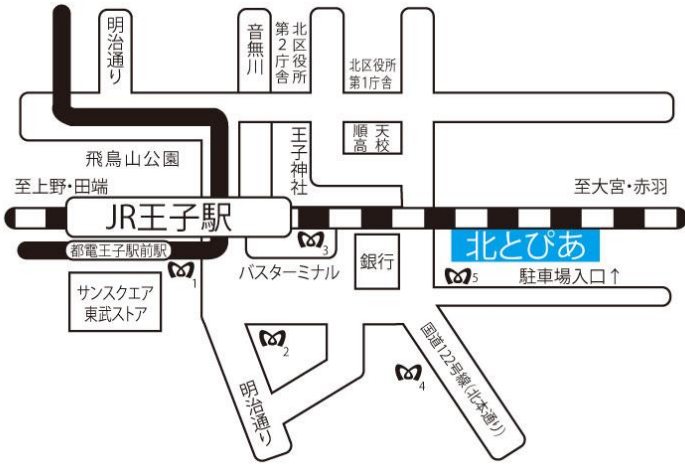 明治通り
音無川
北区役所
第2庁舎
北区役所
第1庁舎
順天
高校
王子神社
飛鳥山公園
至上野・田端
至大宮・赤羽
JR王子駅
北とぴあ
都電王子駅前駅
3
バスターミナル
銀行
1
5
駐車場入口↑
サンスクエア
東武ストア
2
4
国道122号線(北本通り)
明治通り